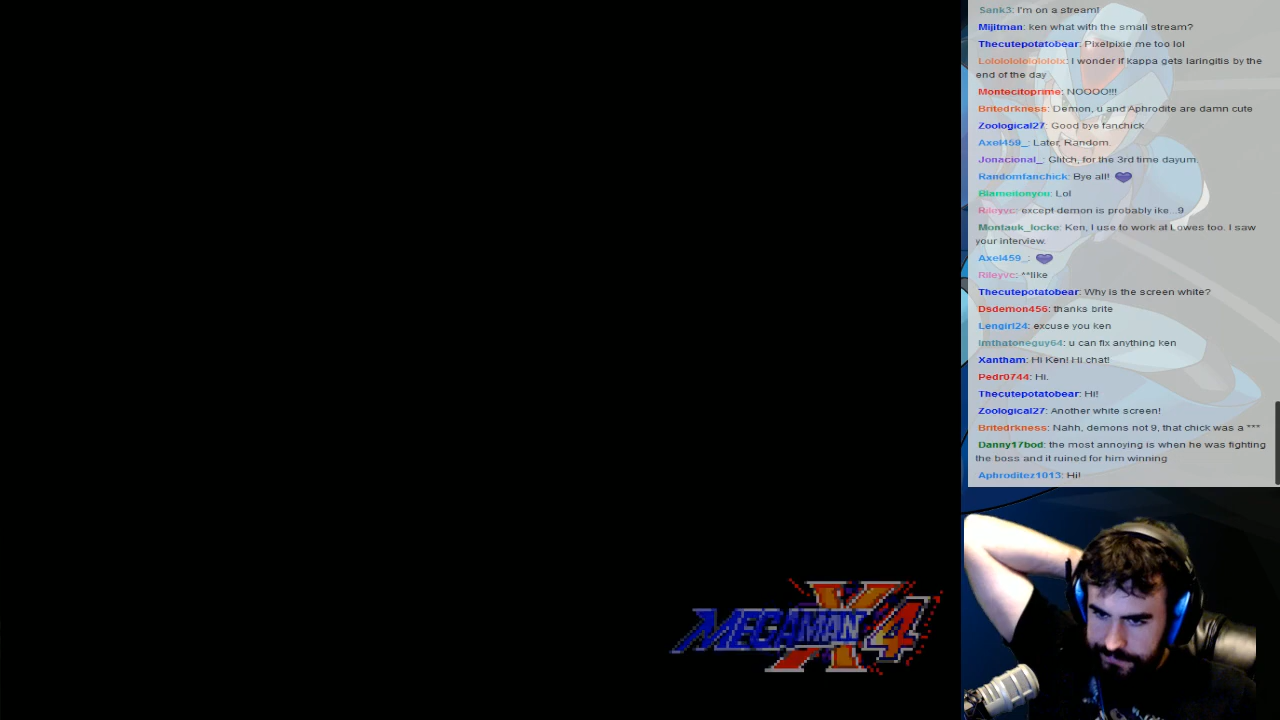 Sank3: I'm on a stream!
Mijitman: ken what with the small stream?
Thecutepotatobear: Pixelpixie me too lol
Lolololololololoix: I wonder if kappa gets laringitis by the
end of the day
Montecitoprime: NOOOO!!!
Britedrkness: Demon, u and Aphrodite are damn cute
Zoological27: Good bye fanchick
Axel459_: Later, Random.
Jonacional_: Glitch, for the 3rd time dayum.
Randomfanchick: Bye all!
Blameitonyou: Lol
Rileyvc: except demon is probably ike...9
Montauk_locke: Ken, I use to work at Lowes too. I saw
your interview.
Axel459_:
Rileyvc: **like
Thecutepotatobear: Why is the screen white?
Dsdemon456: thanks brite
Lengirl24: excuse you ken
Imthatoneguy64: u can fix anything ken
Xantham: Hi Ken! Hi chat!
Pedr0744: Hi.
Thecutepotatobear: Hi!
Zoological27: Another white screen!
Britedrkness: Nahh, demons not 9, that chick was a ***
Danny17bod: the most annoying is when he was fighting
the boss and it ruined for him winning
Aphroditez1013: Hi!
MEGAMAN X4